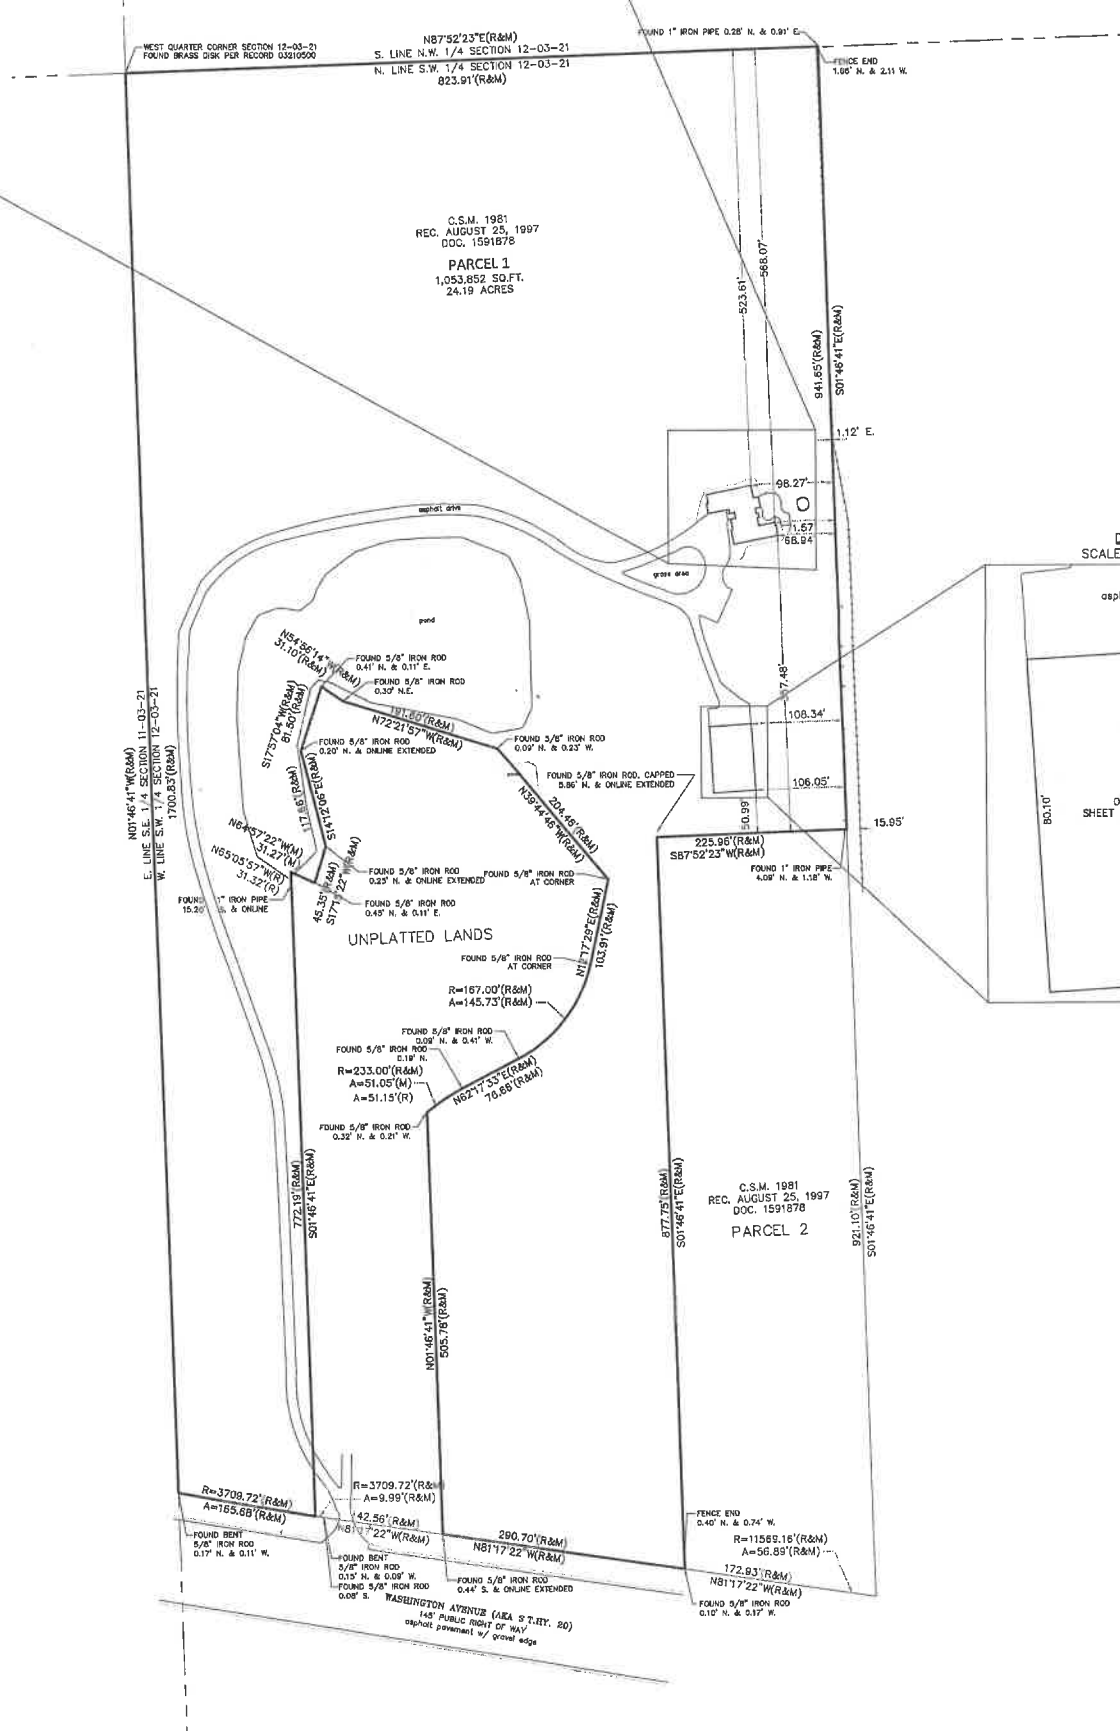 N87°52'23"E(R&M)
S. LINE N.W. 1/4 SECTION 12-03-21
N. LINE S.W. 1/4 SECTION 12-03-21
823.91'(R&M)
WEST QUARTER CORNER SECTION 12-03-21
FOUND BRASS DISK PER RECORD 03210500
FOUND 1" IRON PIPE 0.28' N. & 0.91' E.
FENCE END
1.66' N. & 2.11 W.
C.S.M. 1981
REC. AUGUST 25, 1997
DOC. 1591878
PARCEL 1
1,053,852 SQ.FT.
24.19 ACRES
523.61'
568.07'
941.65'(R&M)
S01°46'41"E(R&M)
1.12' E.
98.27'
1.57
68.94
asphalt drive
grass area
pond
SCALE
asp
N54°56'14"W(R&M)
31.10'(R&M)
FOUND 5/8" IRON ROD
0.41' N. & 0.11' E.
FOUND 5/8" IRON ROD
0.30' N.E.
S17°57'04"W(R&M)
81.50'(R&M)
191.60'(R&M)
N72°21'57"W(R&M)
FOUND 5/8" IRON ROD
0.20' N. & ONLINE EXTENDED
FOUND 5/8" IRON ROD
0.09' N. & 0.23' W.
7.48'
108.34'
106.05'
50.99'
15.95'
80.10'
SHEET
FOUND 5/8" IRON ROD, CAPPED
5.86' N. & ONLINE EXTENDED
N01°46'41"W(R&M)
E. LINE S.E. 1/4 SECTION 11-03-21
W. LINE S.W. 1/4 SECTION 12-03-21
1700.83'(R&M)
117.66'(R&M)
S14°12'06"E(R&M)
204.46'(R&M)
N39°44'46"W(R&M)
225.96'(R&M)
S87°52'23"W(R&M)
N64°57'22"W(M)
31.27'(M)
N65°05'57"W(R)
31.32'(R)
FOUND 5/8" IRON ROD
0.25' N. & ONLINE EXTENDED
FOUND 5/8" IRON ROD
AT CORNER
FOUND 1" IRON PIPE
4.09' N. & 1.18' W.
FOUND 1" IRON PIPE
& ONLINE
45.35'(R&M)
FOUND 5/8" IRON ROD
0.45' N. & 0.11' E.
UNPLATTED LANDS
N12°17'29"E(R&M)
103.91'(R&M)
FOUND 5/8" IRON ROD
AT CORNER
R=167.00'(R&M)
A=145.73'(R&M)
FOUND 5/8" IRON ROD
0.09' N. & 0.41' W.
FOUND 5/8" IRON ROD
0.19' N.
R=233.00'(R&M)
A=51.05'(M)
A=51.15'(R)
N62°17'33"E(R&M)
76.66'(R&M)
FOUND 5/8" IRON ROD
0.32' N. & 0.21' W.
772.19'(R&M)
S01°46'41"E(R&M)
877.75'(R&M)
S01°46'41"E(R&M)
C.S.M. 1981
REC. AUGUST 25, 1997
DOC. 1591878
PARCEL 2
921.10'(R&M)
S01°46'41"E(R&M)
N01°46'41"W(R&M)
505.78'(R&M)
R=3709.72'(R&M)
A=165.68'(R&M)
R=3709.72'(R&M)
A=9.99'(R&M)
142.56'(R&M)
N81°17'22"W(R&M)
290.70'(R&M)
N81°17'22"W(R&M)
FENCE END
0.40' N. & 0.74' W.
R=11569.16'(R&M)
A=56.89'(R&M)
172.93'(R&M)
N81°17'22"W(R&M)
FOUND BENT
5/8" IRON ROD
0.17' N. & 0.11' W.
FOUND BENT
5/8" IRON ROD
0.15' N. & 0.09' W.
FOUND 5/8" IRON ROD
0.08' S.
FOUND 5/8" IRON ROD
0.44' S. & ONLINE EXTENDED
FOUND 5/8" IRON ROD
0.10' N. & 0.17' W.
WASHINGTON AVENUE (AKA S.T.HY. 20)
145' PUBLIC RIGHT OF WAY
asphalt pavement w/ gravel edge